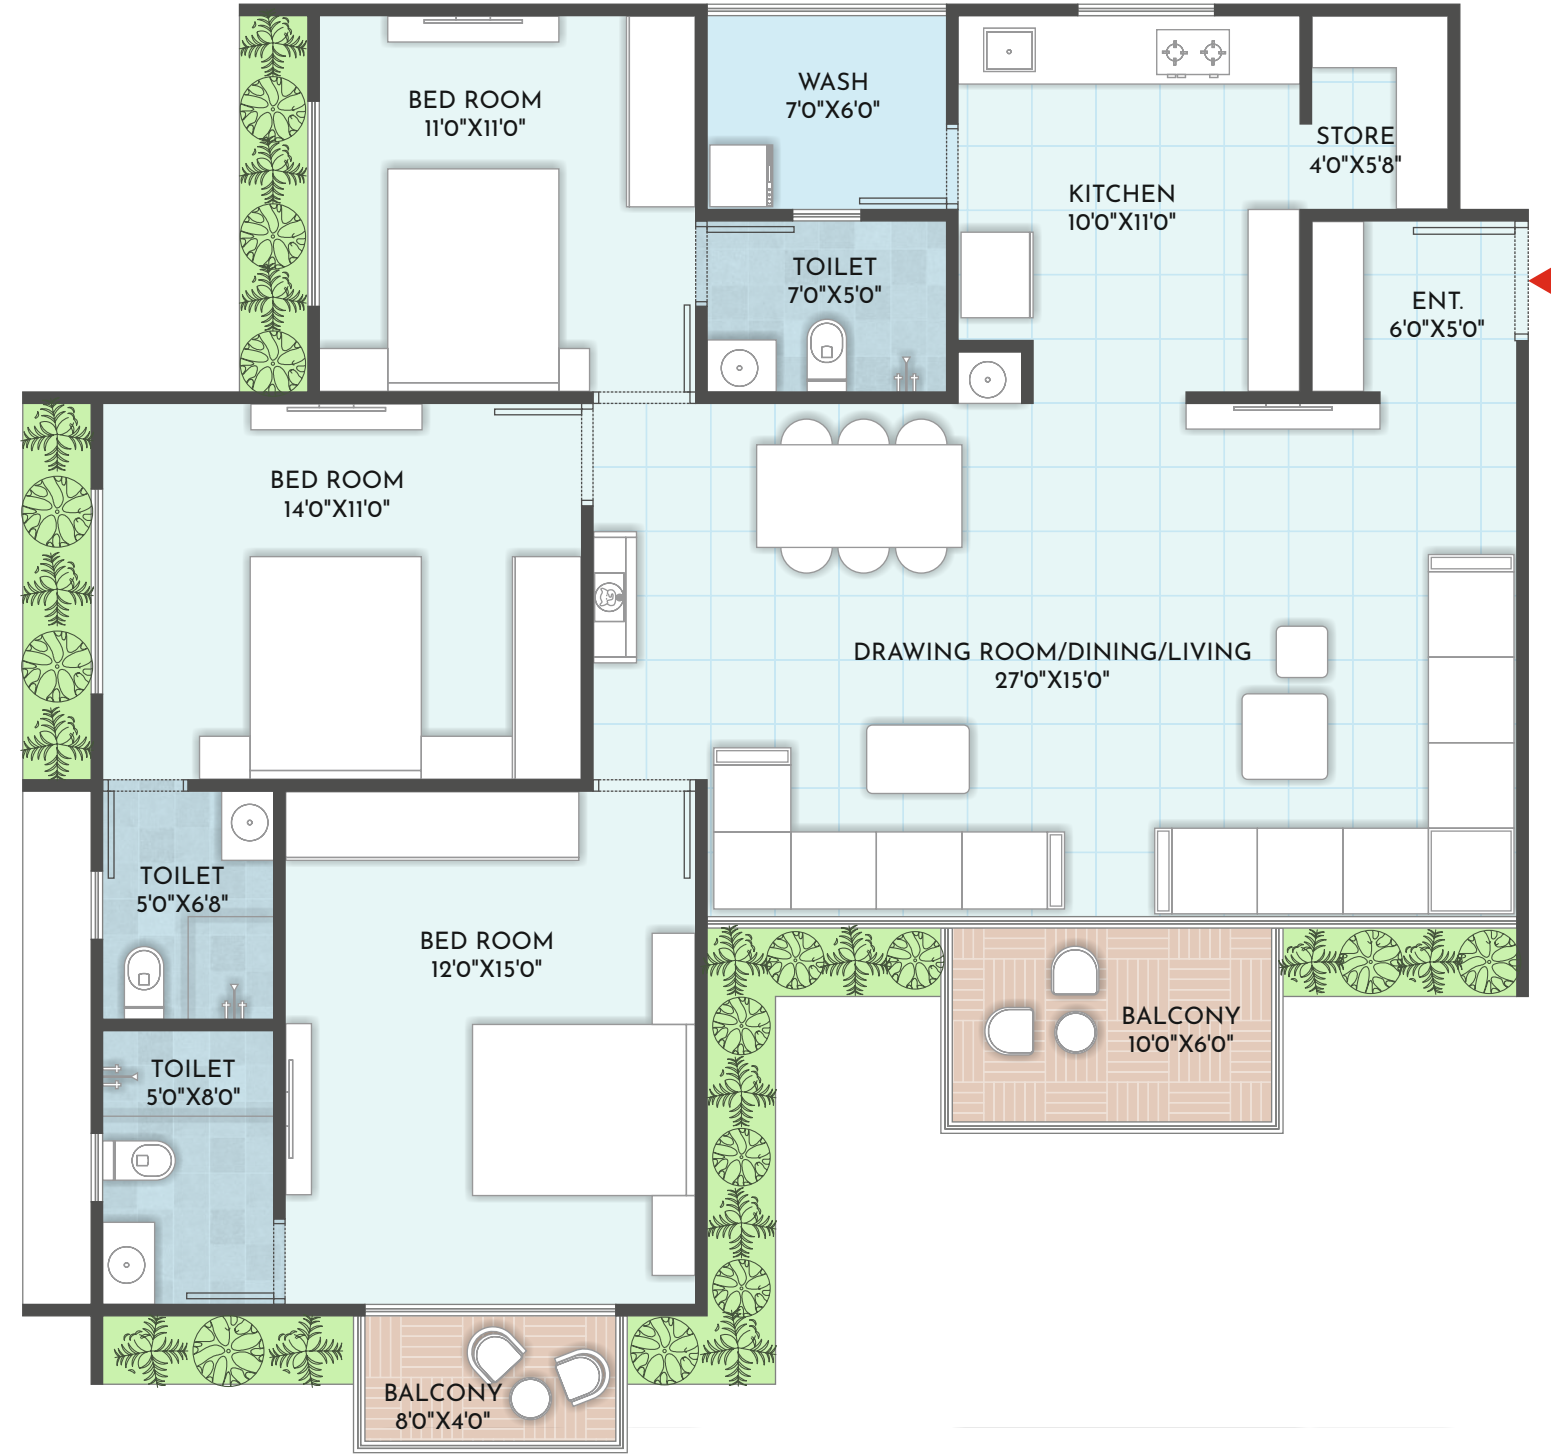 BED ROOM
11'0"X11'0"
WASH
7'0"X6'0"
STORE
4'0"X5'8"
KITCHEN
10'0"X11'0"
TOILET
7'0"X5'0"
ENT.
6'0"X5'0"
BED ROOM
14'0"X11'0"
DRAWING ROOM/DINING/LIVING
27'0"X15'0"
TOILET
5'0"X6'8"
BED ROOM
12'0"X15'0"
BALCONY
10'0"X6'0"
TOILET
5'0"X8'0"
BALCONY
8'0"X4'0"